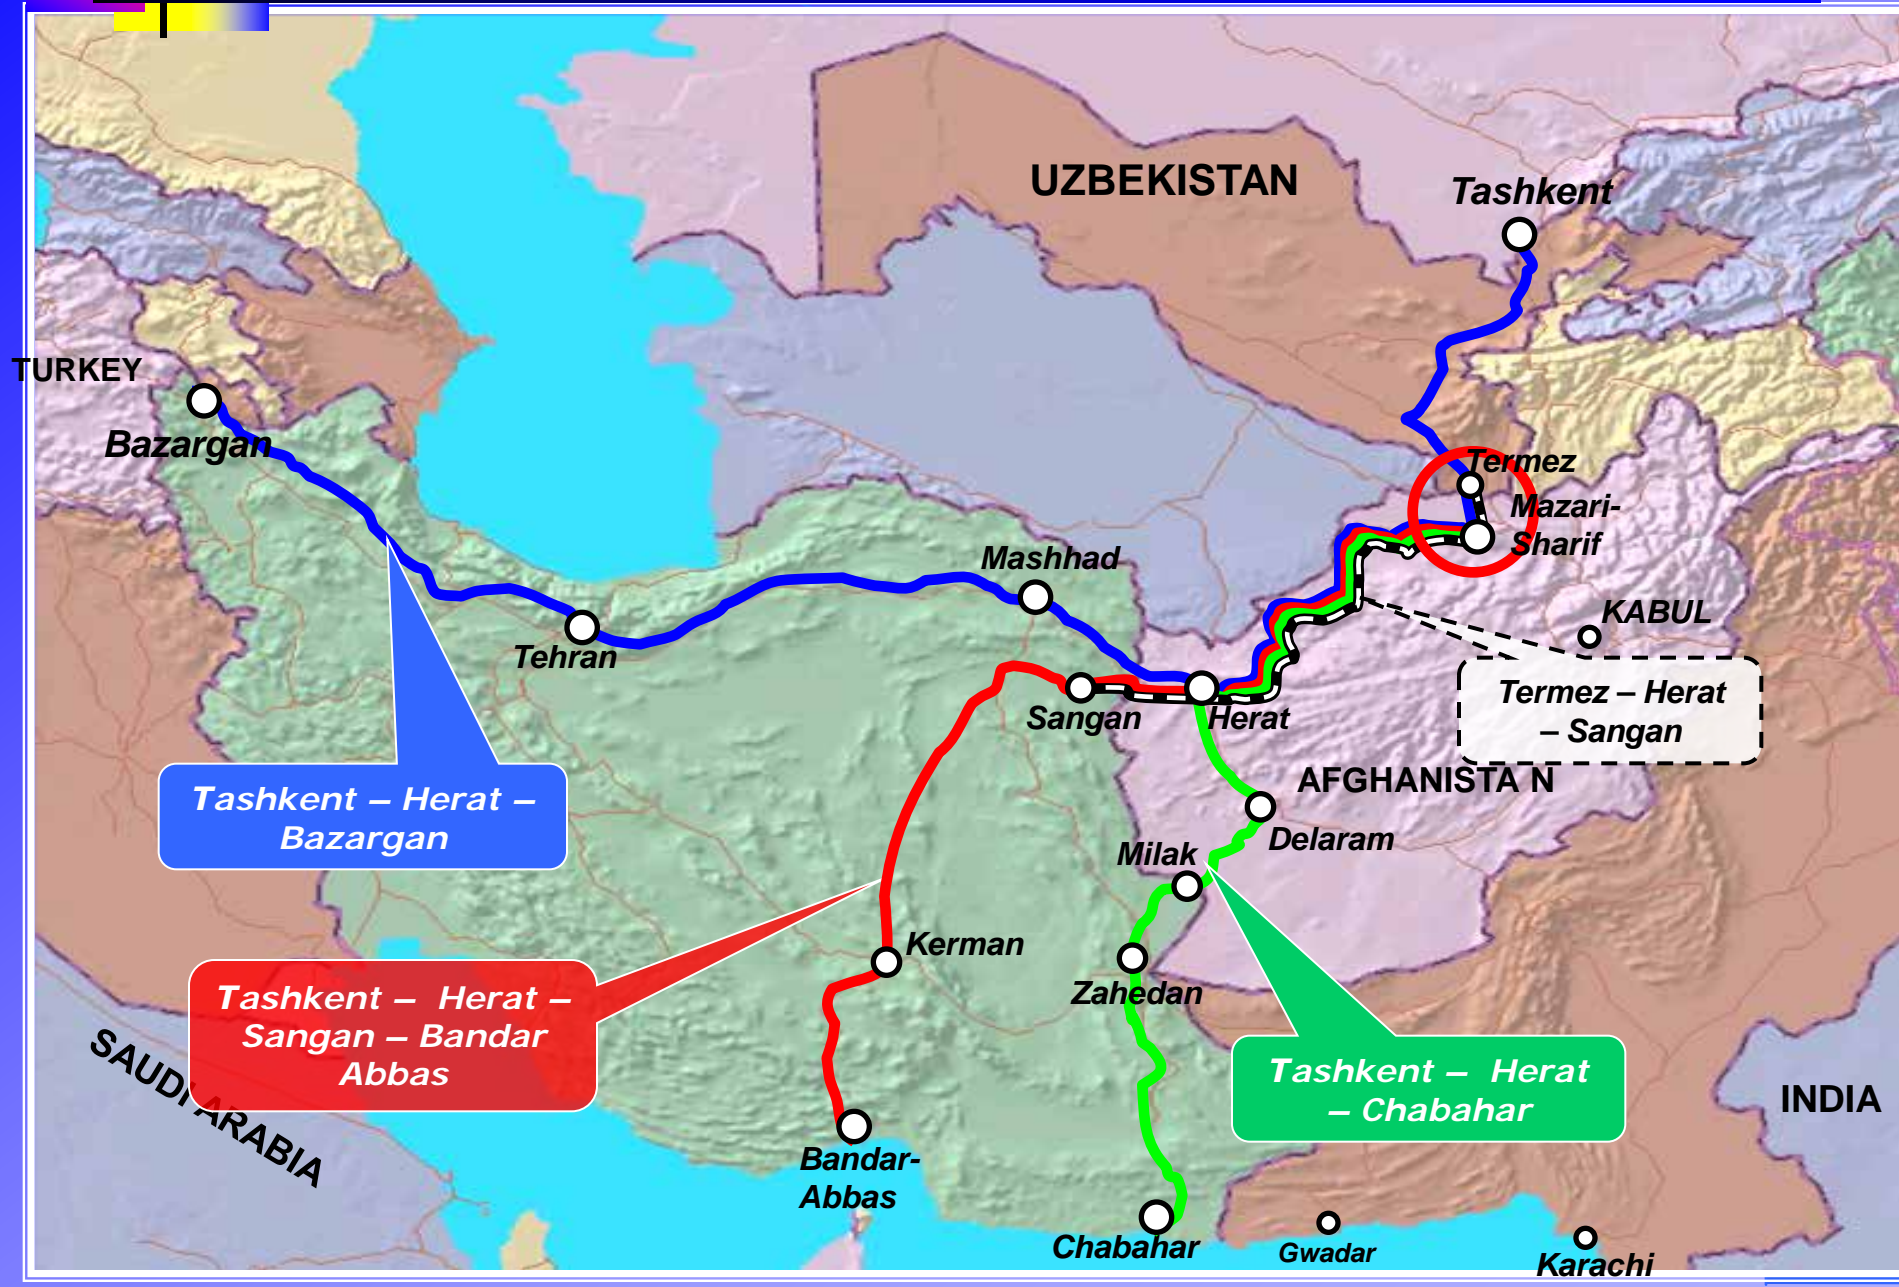 UZBEKISTAN
Tashkent
TURKEY
Bazargan
Termez
Mazari-
Sharif
Mashhad
KABUL
Tehran
Termez – Herat
– Sangan
Sangan
Herat
AFGHANISTA N
Tashkent – Herat –
Bazargan
Delaram
Milak
Kerman
Zahedan
Tashkent – Herat –
Sangan – Bandar
Abbas
SAUDI ARABIA
Tashkent – Herat
– Chabahar
INDIA
Bandar-
Abbas
Chabahar
Gwadar
Karachi